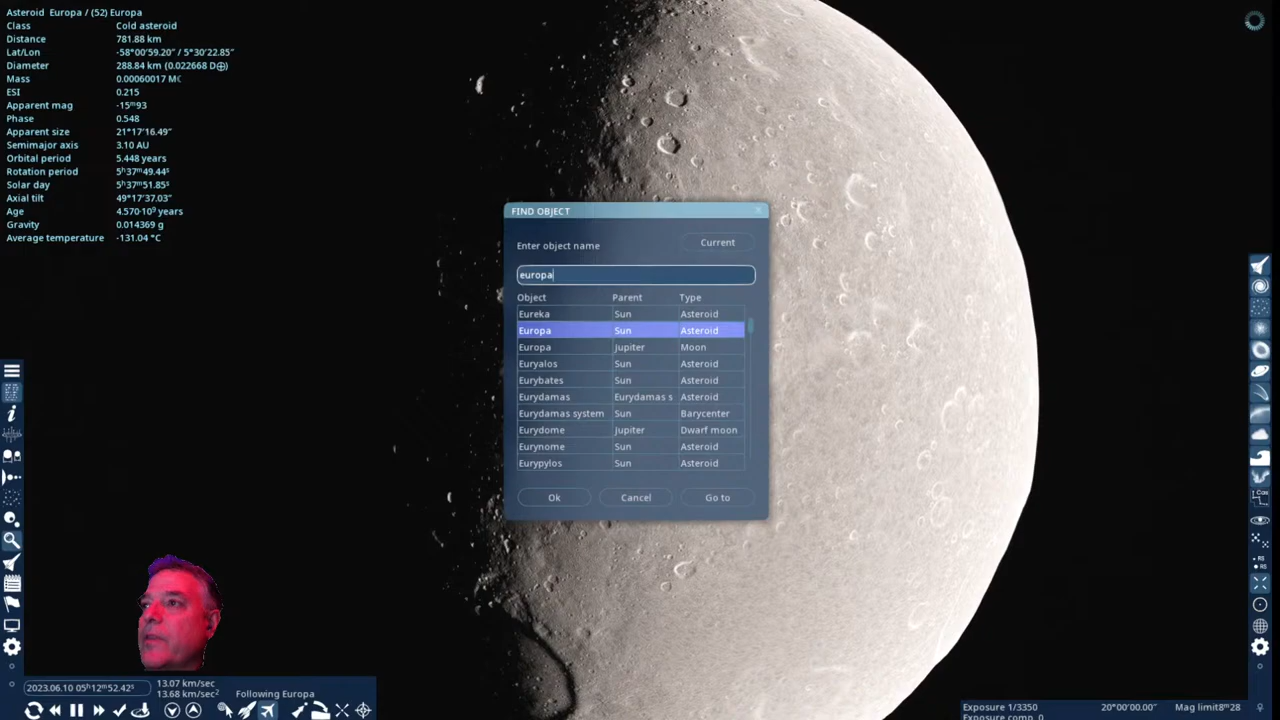 Asteroid Europa / (52) Europa
Class Cold asteroid
Distance 781.88 km
Lat/Lon -58°00'59.20" / 5°30'22.85"
Diameter 288.84 km (0.022668 D⊕)
Mass 0.00060017 M☾
ESI 0.215
Apparent mag -15ᵐ93
Phase 0.548
Apparent size 21°17'16.49"
Semimajor axis 3.10 AU
Orbital period 5.448 years
Rotation period 5ʰ37ᵐ49.44ˢ
Solar day 5ʰ37ᵐ51.85ˢ
Axial tilt 49°17'37.03"
Age 4.570·10⁹ years
Gravity 0.014369 g
Average temperature -131.04 °C
FIND OBJECT
Enter object name Current
europa
Object Parent Type
Eureka Sun Asteroid
Europa Sun Asteroid
Europa Jupiter Moon
Euryalos Sun Asteroid
Eurybates Sun Asteroid
Eurydamas Eurydamas s Asteroid
Eurydamas system Sun Barycenter
Eurydome Jupiter Dwarf moon
Eurynome Sun Asteroid
Eurypylos Sun Asteroid
Ok Cancel Go to
2023.06.10 05ʰ12ᵐ52.42ˢ
13.07 km/sec
13.68 km/sec² Following Europa
Exposure 1/3350 20°00'00.00" Mag limit8ᵐ28
Exposure comp. 0